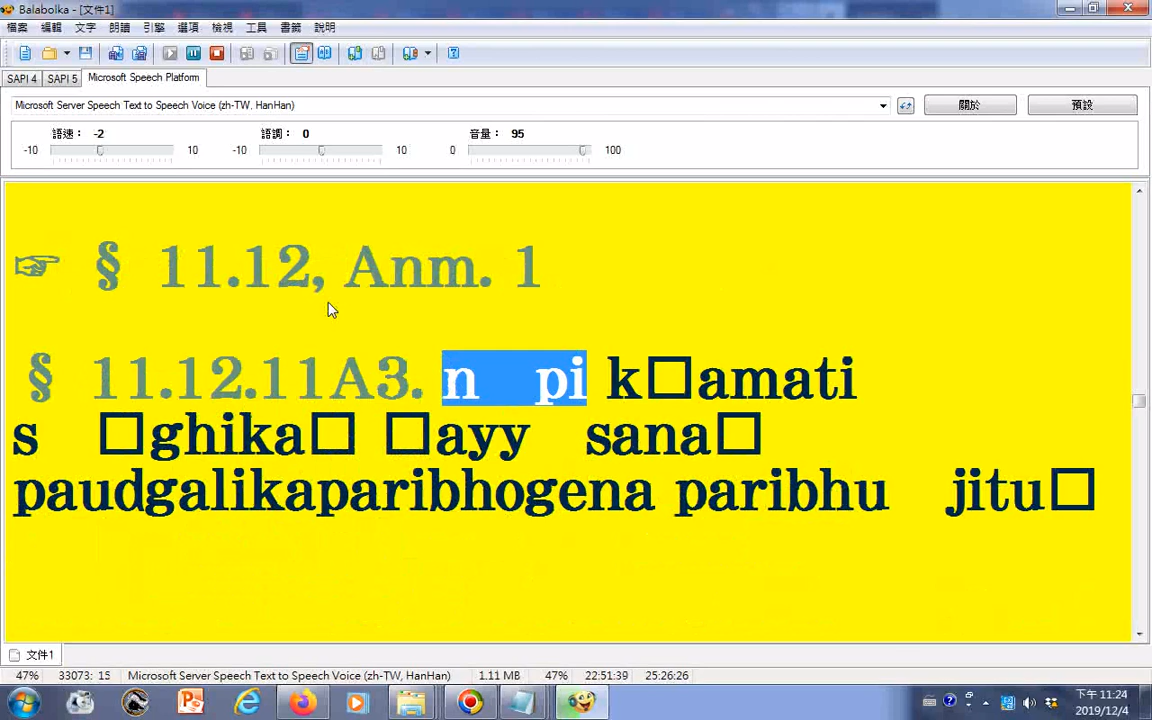 Balabolka - [文件1]
檔案 編輯 文字 朗讀 引擎 選項 檢視 工具 書籤 說明
SAPI 4 SAPI 5 Microsoft Speech Platform
Microsoft Server Speech Text to Speech Voice (zh-TW, HanHan) 關於 預設
語速： -2 語調： 0 音量： 95
-10 10 -10 10 0 100
☞ § 11.12, Anm. 1
§ 11.12.11A3. n pi k□amati
s □ghika□ □ayy sana□
paudgalikaparibhogena paribhu jitu□
文件1
47% 33073: 15 Microsoft Server Speech Text to Speech Voice (zh-TW, HanHan) 1.11 MB 47% 22:51:39 25:26:26
下午 11:24
2019/12/4